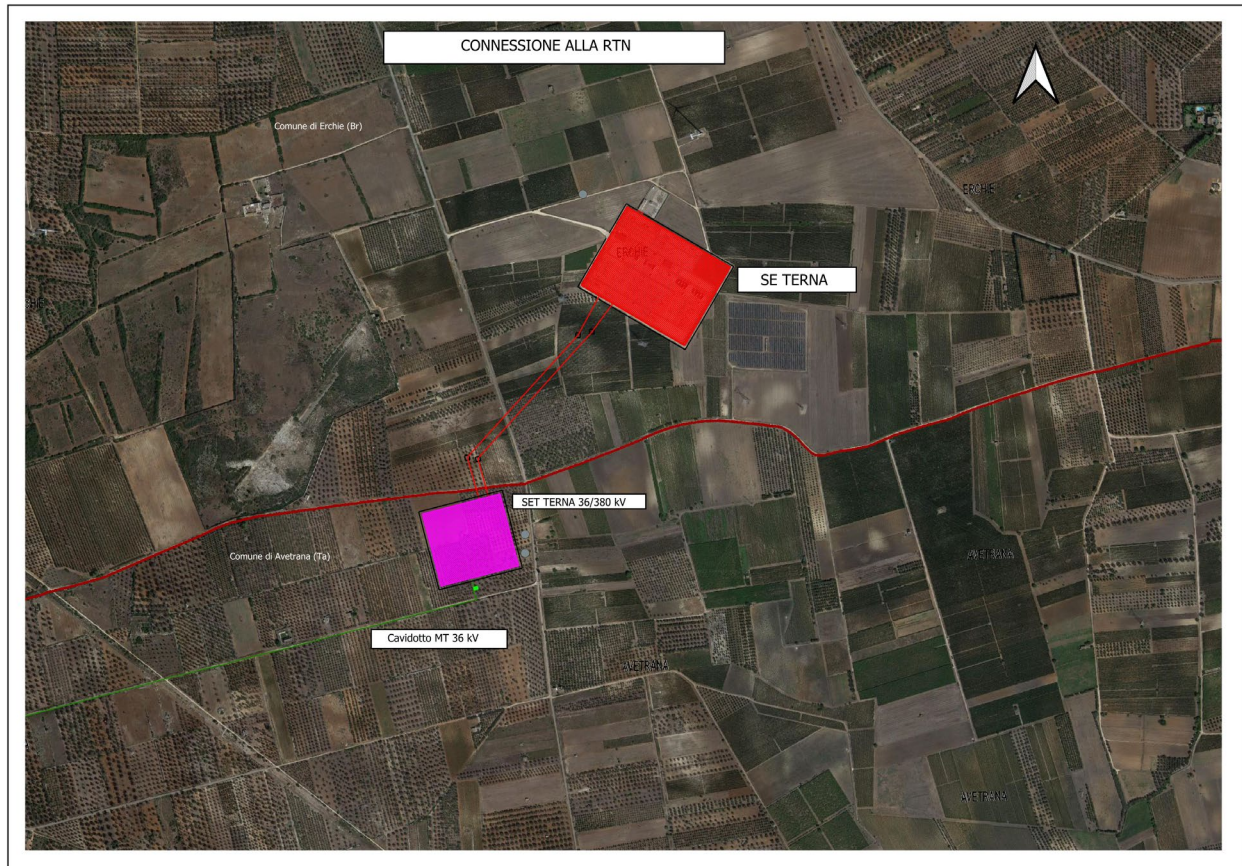 CONNESSIONE ALLA RTN
Comune di Erchie (Br)
ERCHIE
ERCHIE
SE TERNA
SET TERNA 36/380 kV
Comune di Avetrana (Ta)
AVETRANA
Cavidotto MT 36 kV
AVETRANA
AVETRANA